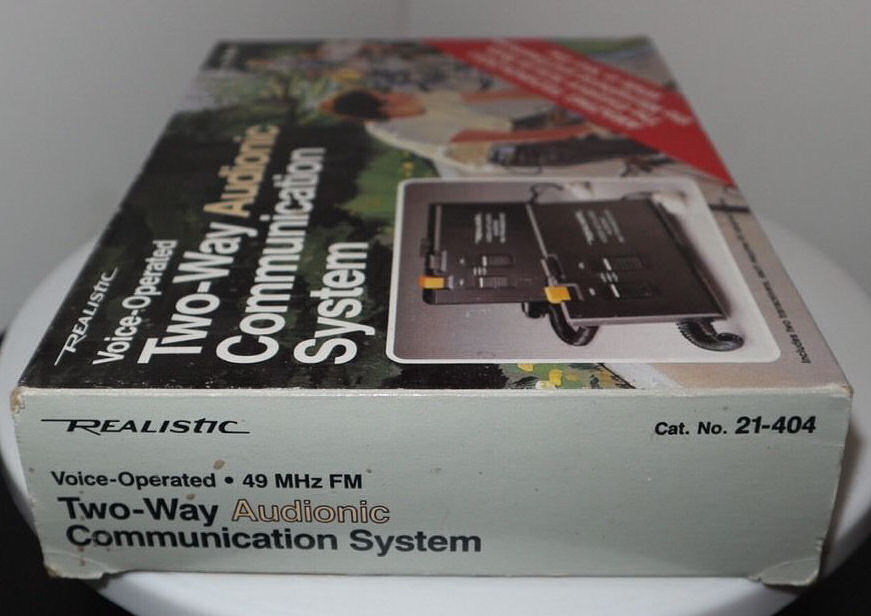 REALISTIC
Voice-Operated
Two-Way Audionic
Communication
System
REALISTIC
Cat. No. 21-404
Voice-Operated • 49 MHz FM
Two-Way Audionic
Communication System